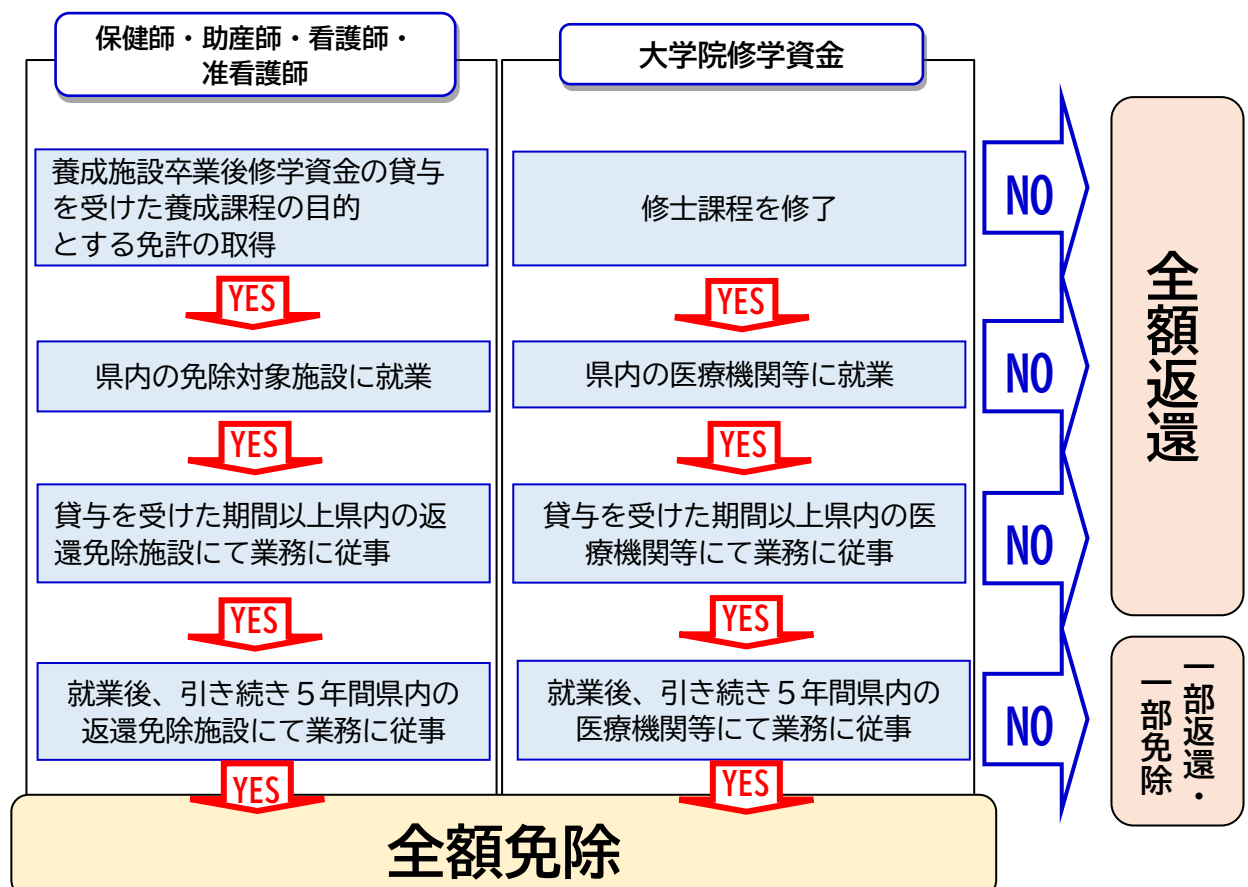 保健師・助産師・看護師・
准看護師
養成施設卒業後修学資金の貸与
を受けた養成課程の目的
とする免許の取得
YES
県内の免除対象施設に就業
YES
貸与を受けた期間以上県内の返
還免除施設にて業務に従事
YES
就業後、引き続き５年間県内の
返還免除施設にて業務に従事
YES
大学院修学資金
修士課程を修了
YES
県内の医療機関等に就業
YES
貸与を受けた期間以上県内の医
療機関等にて業務に従事
YES
就業後、引き続き５年間県内の
医療機関等にて業務に従事
YES
NO
NO
NO
NO
全額返還
一部返還・
一部免除
全額免除